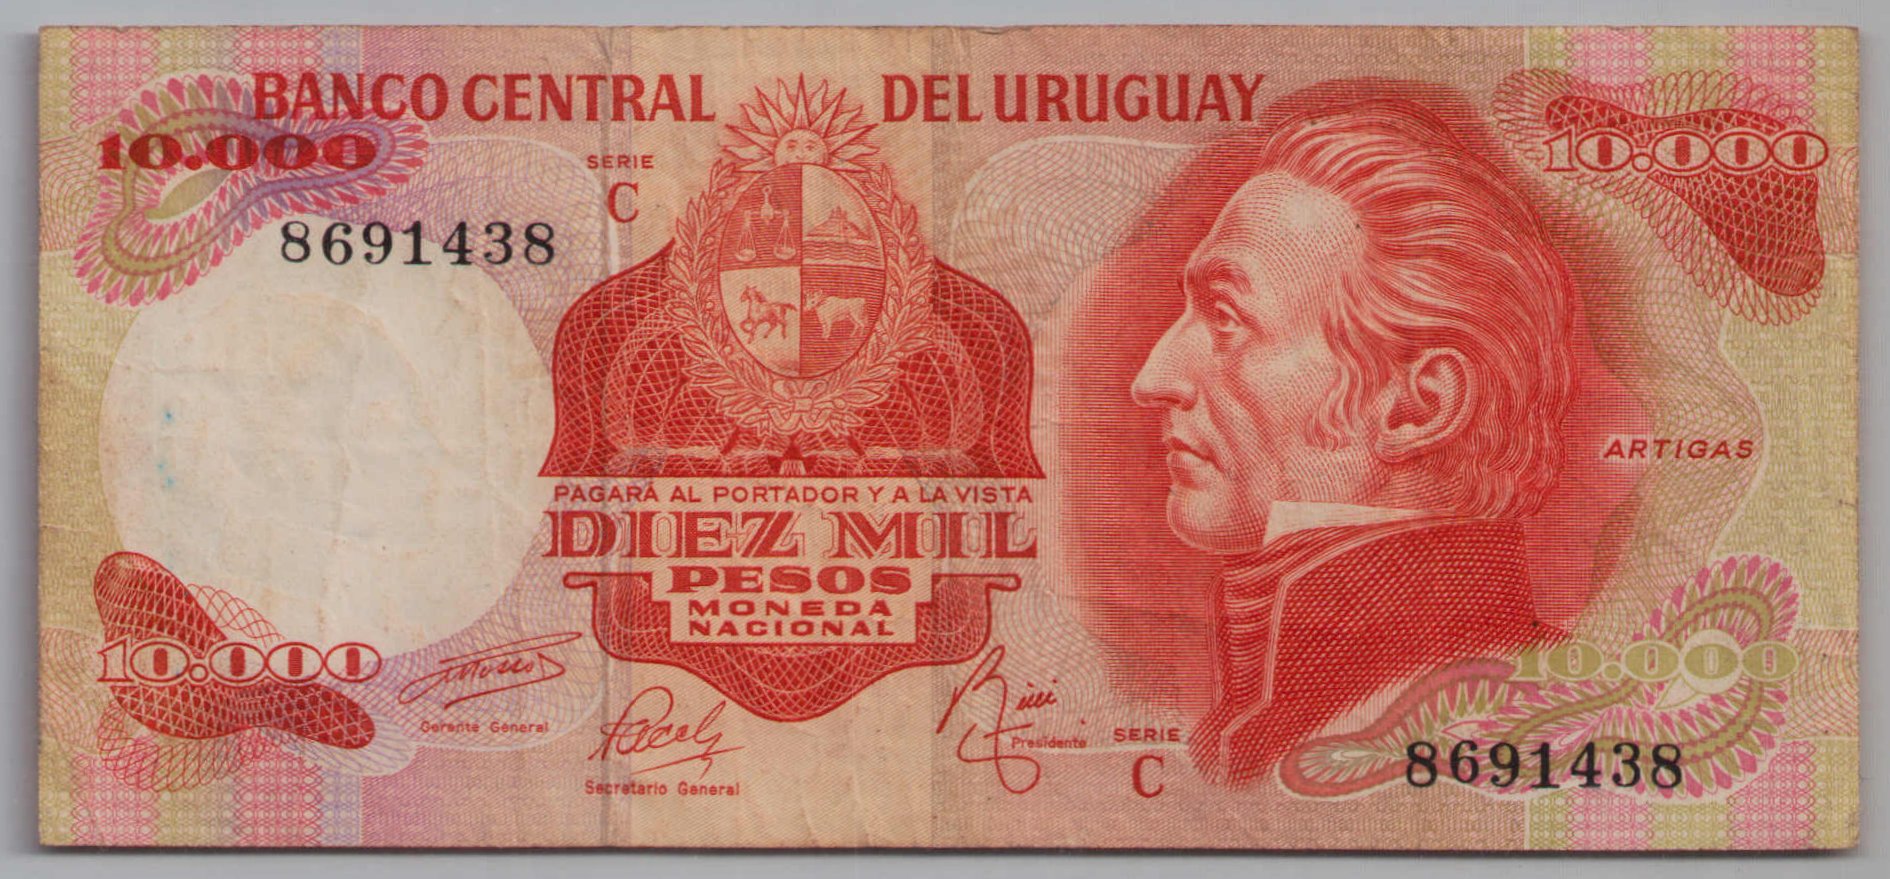 BANCO CENTRAL DEL URUGUAY
10.000
10.000
SERIE
C
8691438
PAGARÁ AL PORTADOR Y A LA VISTA
DIEZ MIL
PESOS
MONEDA
NACIONAL
ARTIGAS
10.000
10.000
Gerente General
Secretario General
Presidente
SERIE
C
8691438